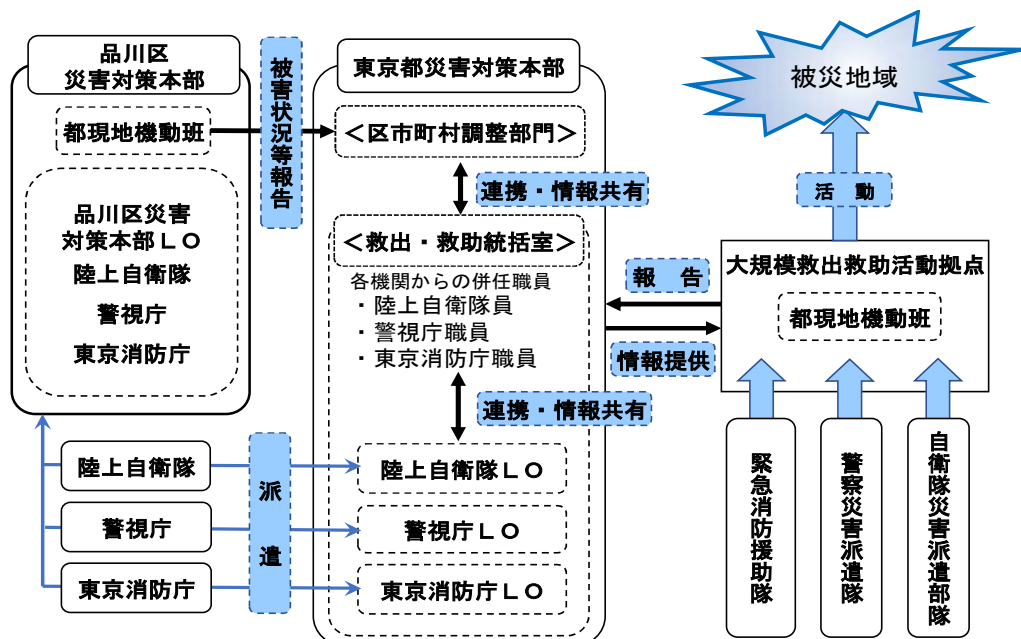 品川区
災害対策本部
都現地機動班
品川区災害
対策本部ＬＯ
陸上自衛隊
警視庁
東京消防庁
被害状況等報告
東京都災害対策本部
＜区市町村調整部門＞
連携・情報共有
＜救出・救助統括室＞
各機関からの併任職員
・陸上自衛隊員
・警視庁職員
・東京消防庁職員
連携・情報共有
陸上自衛隊
警視庁
東京消防庁
派遣
陸上自衛隊ＬＯ
警視庁ＬＯ
東京消防庁ＬＯ
報　告
情報提供
被災地域
活　動
大規模救出救助活動拠点
都現地機動班
緊急消防援助隊
警察災害派遣隊
自衛隊災害派遣部隊